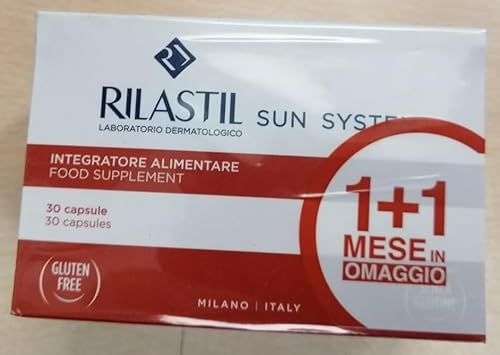 RILASTIL SUN SYSTE
LABORATORIO DERMATOLOGICO
INTEGRATORE ALIMENTARE
FOOD SUPPLEMENT
30 capsule
30 capsules
1+1
MESE IN
OMAGGIO
GLUTEN
FREE
MILANO | ITALY